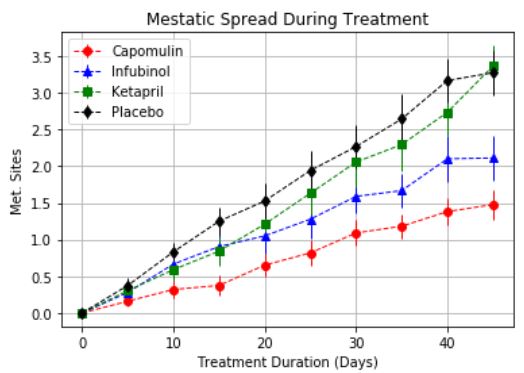 Mestatic Spread During Treatment
Capomulin
Infubinol
Ketapril
Placebo
3.5
3.0
2.5
2.0
1.5
1.0
0.5
0.0
Met. Sites
0 10 20 30 40
Treatment Duration (Days)